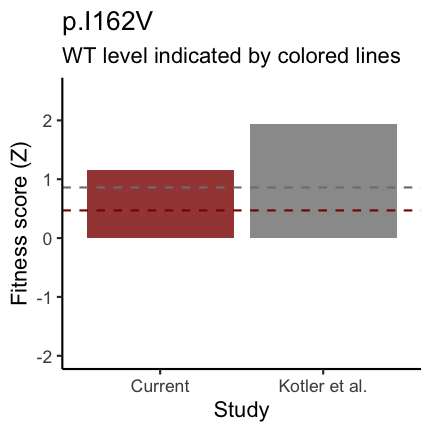 p.I162V
WT level indicated by colored lines
Fitness score (Z)
2
1
0
-1
-2
Current
Kotler et al.
Study